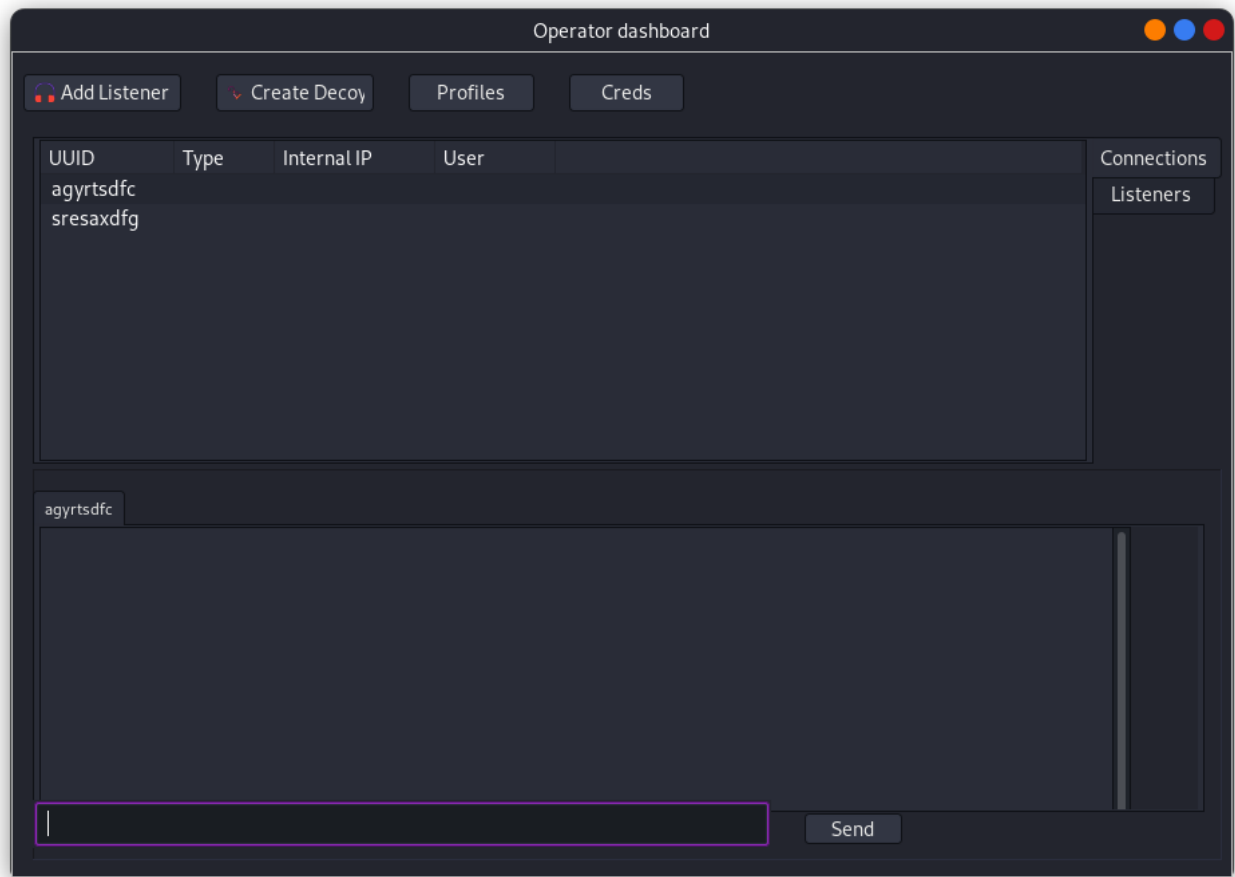 Operator dashboard
Add Listener Create Decoy Profiles Creds
UUID Type Internal IP User Connections
agyrtsdfc Listeners
sresaxdfg
agyrtsdfc
Send